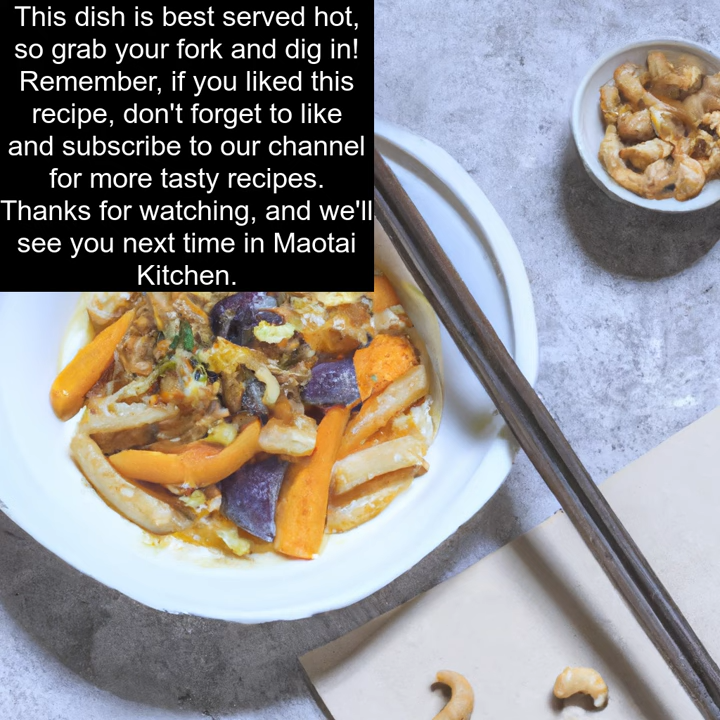 This dish is best served hot,
so grab your fork and dig in!
Remember, if you liked this
recipe, don't forget to like
and subscribe to our channel
for more tasty recipes.
Thanks for watching, and we'll
see you next time in Maotai
Kitchen.